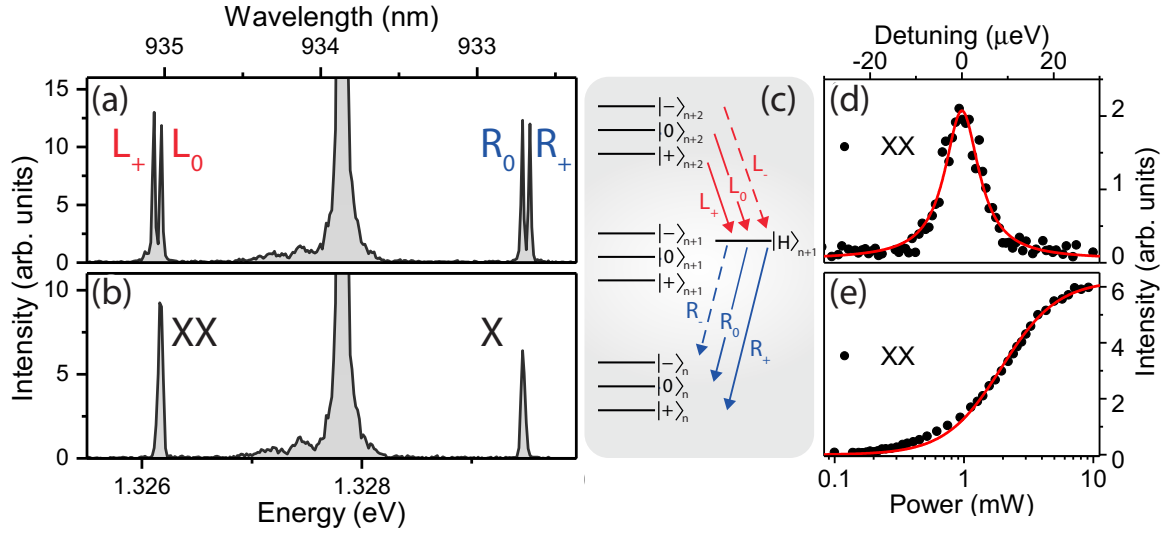 Wavelength (nm)
935 934 933
(a)
L+ L0
R0 R+
15
10
5
0
Intensity (arb. units)
(b)
XX
X
10
5
0
1.326 1.328
Energy (eV)
(c)
|−⟩n+2
|0⟩n+2
|+⟩n+2
L-
L0
L+
|−⟩n+1
|0⟩n+1
|+⟩n+1
|H⟩n+1
R-
R0
R+
|−⟩n
|0⟩n
|+⟩n
Detuning (μeV)
-20 0 20
(d)
XX
2
1
0
Intensity (arb. units)
(e)
XX
6
4
2
0
0.1 1 10
Power (mW)